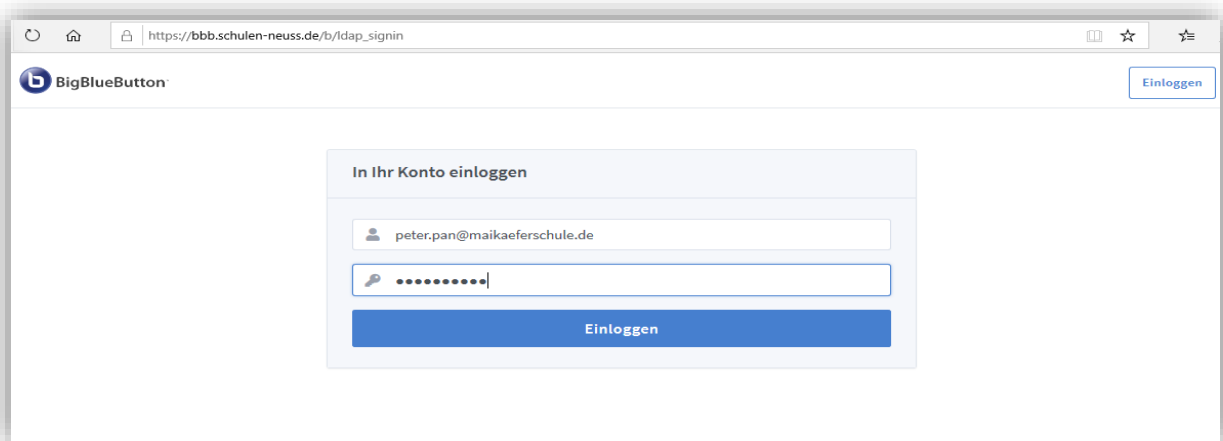 https://bbb.schulen-neuss.de/b/ldap_signin
BigBlueButton
Einloggen
In Ihr Konto einloggen
peter.pan@maikaeferschule.de
••••••••••
Einloggen